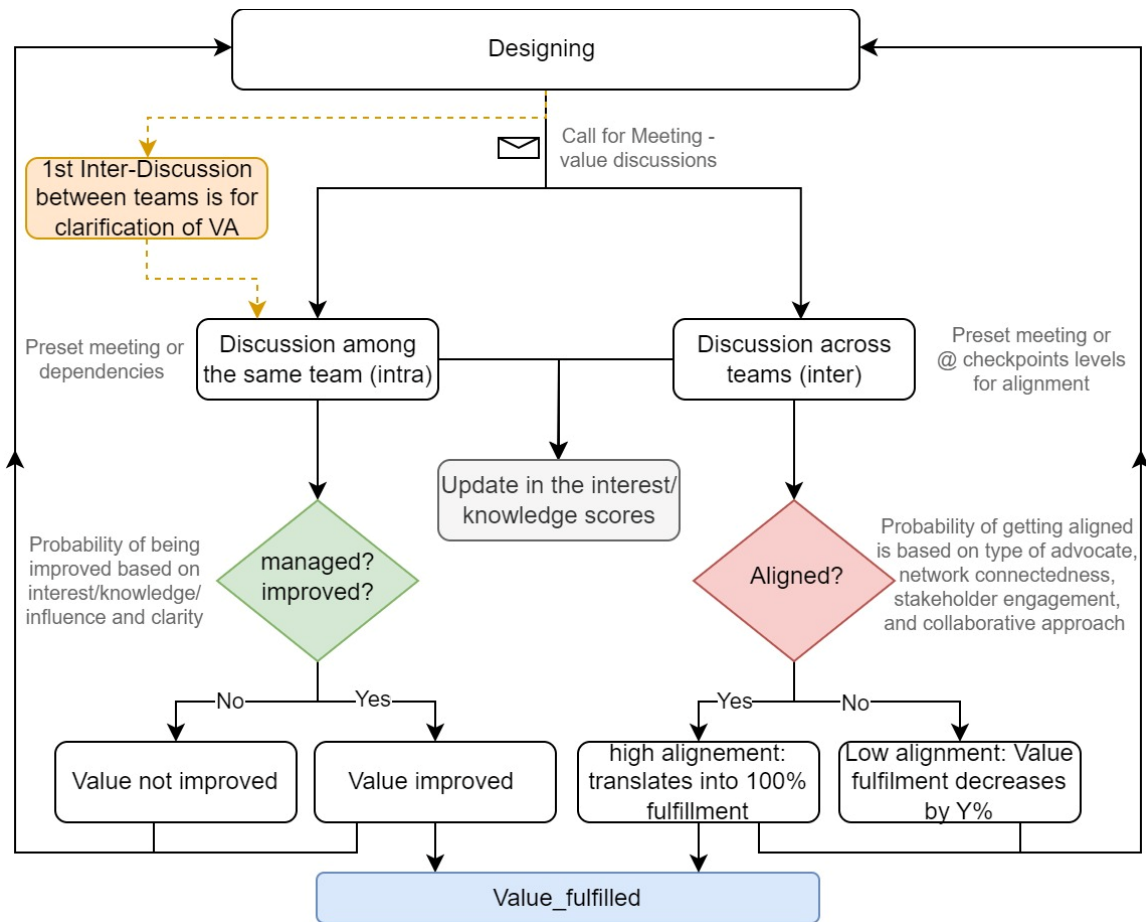 Designing
Call for Meeting -
value discussions
1st Inter-Discussion
between teams is for
clarification of VA
Preset meeting or
dependencies
Discussion among
the same team (intra)
Discussion across
teams (inter)
Preset meeting or
@ checkpoints levels
for alignment
Update in the interest/
knowledge scores
Probability of being
improved based on
interest/knowledge/
influence and clarity
managed?
improved?
Aligned?
Probability of getting aligned
is based on type of advocate,
network connectedness,
stakeholder engagement,
and collaborative approach
No
Yes
Yes
No
Value not improved
Value improved
high alignement:
translates into 100%
fulfillment
Low alignment: Value
fulfilment decreases
by Y%
Value_fulfilled